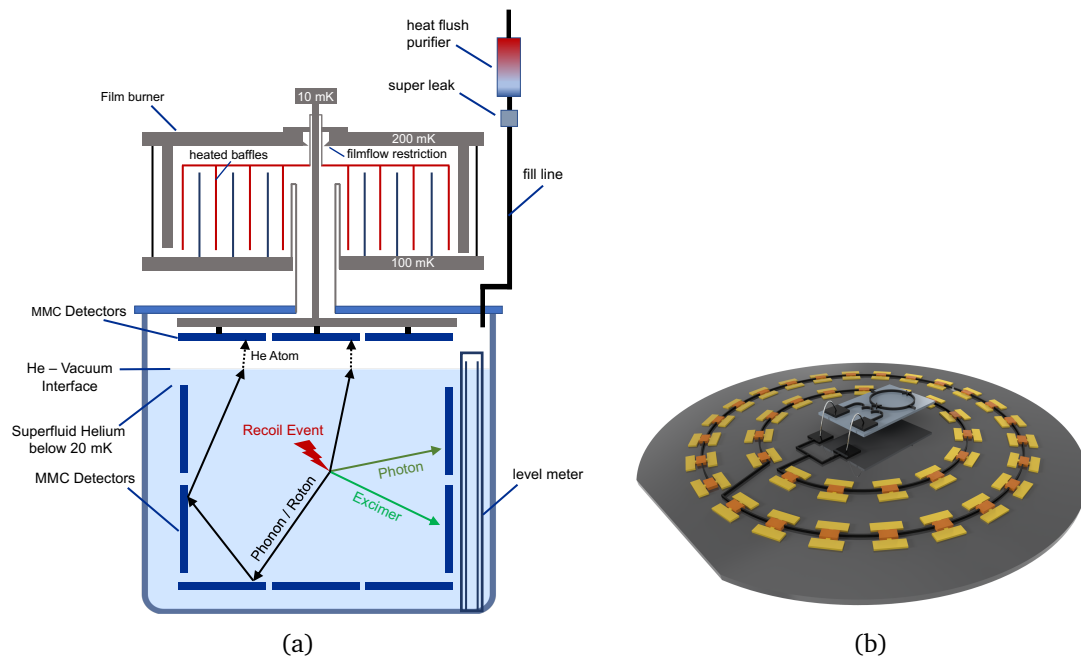 heat flush
purifier
super leak
10 mK
Film burner
200 mK
heated baffles
filmflow restriction
fill line
100 mK
MMC Detectors
He Atom
He – Vacuum
Interface
Superfluid Helium
below 20 mK
Recoil Event
MMC Detectors
Photon
level meter
Excimer
Phonon / Roton
(a)
(b)